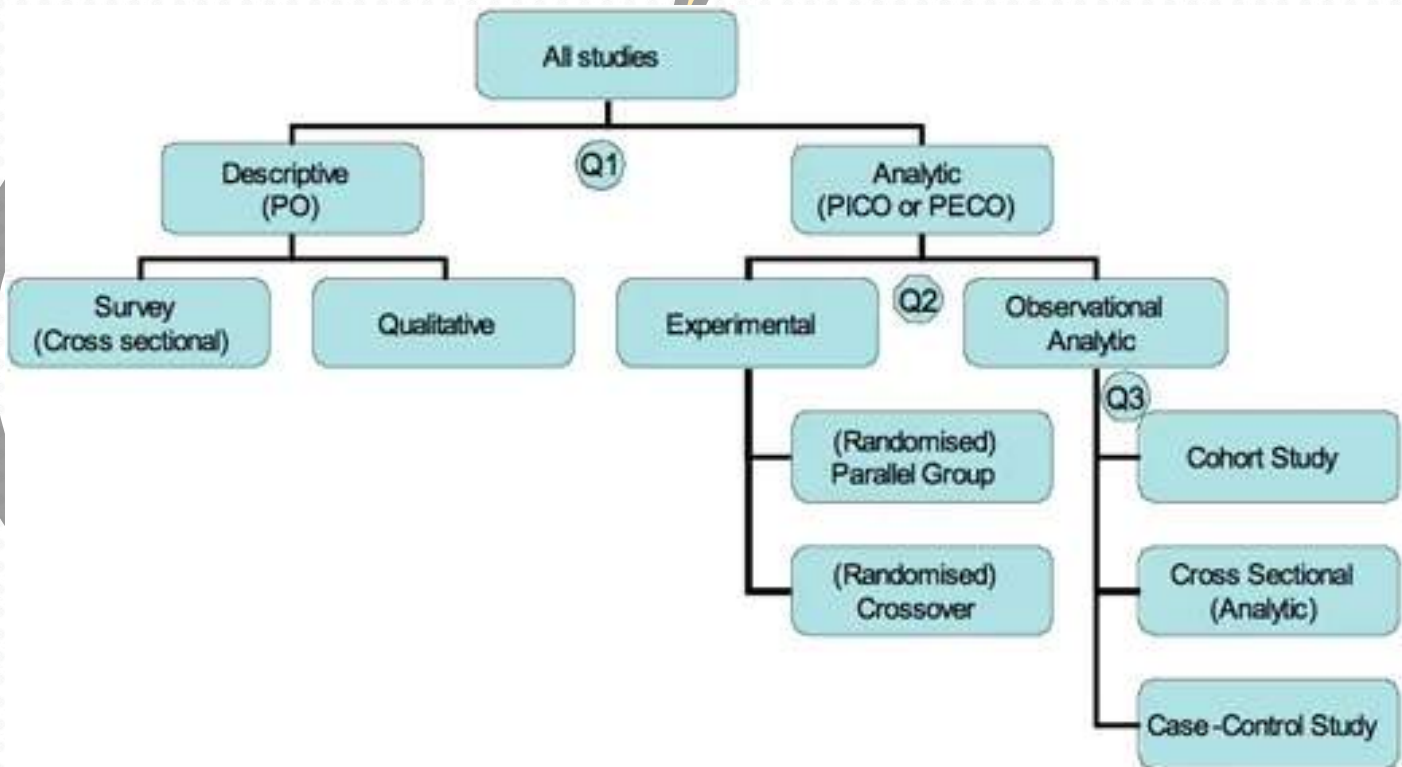 All studies
Q1
Descriptive
(PO)
Analytic
(PICO or PECO)
Survey
(Cross sectional)
Qualitative
Experimental
Q2
Observational
Analytic
Q3
(Randomised)
Parallel Group
Cohort Study
(Randomised)
Crossover
Cross Sectional
(Analytic)
Case-Control Study